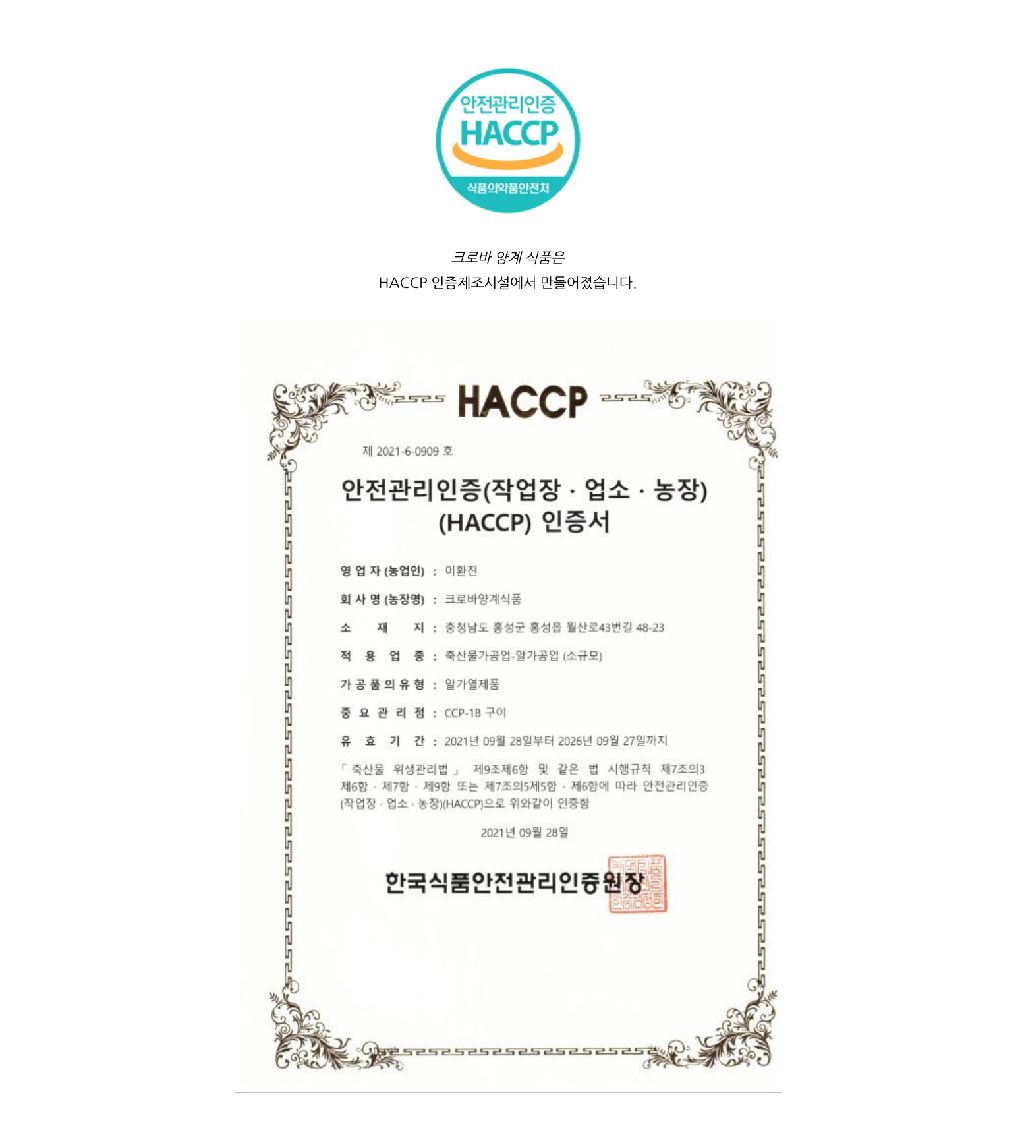 안전관리인증
HACCP
식품의약품안전처
크로바 양계 식품은
HACCP 인증제조시설에서 만들어졌습니다.
HACCP
제 2021-6-0909 호
안전관리인증(작업장 · 업소 · 농장)
(HACCP) 인증서
영 업 자 (농업인) : 이환진
회 사 명 (농장명) : 크로바양계식품
소 재 지 : 충청남도 홍성군 홍성읍 월산로43번길 48-23
적 용 업 종 : 축산물가공업-알가공업 (소규모)
가 공 품 의 유 형 : 알가열제품
중 요 관 리 점 : CCP-1B 구이
유 효 기 간 : 2021년 09월 28일부터 2026년 09월 27일까지
「축산물 위생관리법」 제9조제6항 및 같은 법 시행규칙 제7조의3
제6항 · 제7항 · 제9항 또는 제7조의5제5항 · 제6항에 따라 안전관리인증
(작업장 · 업소 · 농장)(HACCP)으로 위와같이 인증함
2021년 09월 28일
한국식품안전관리인증원장